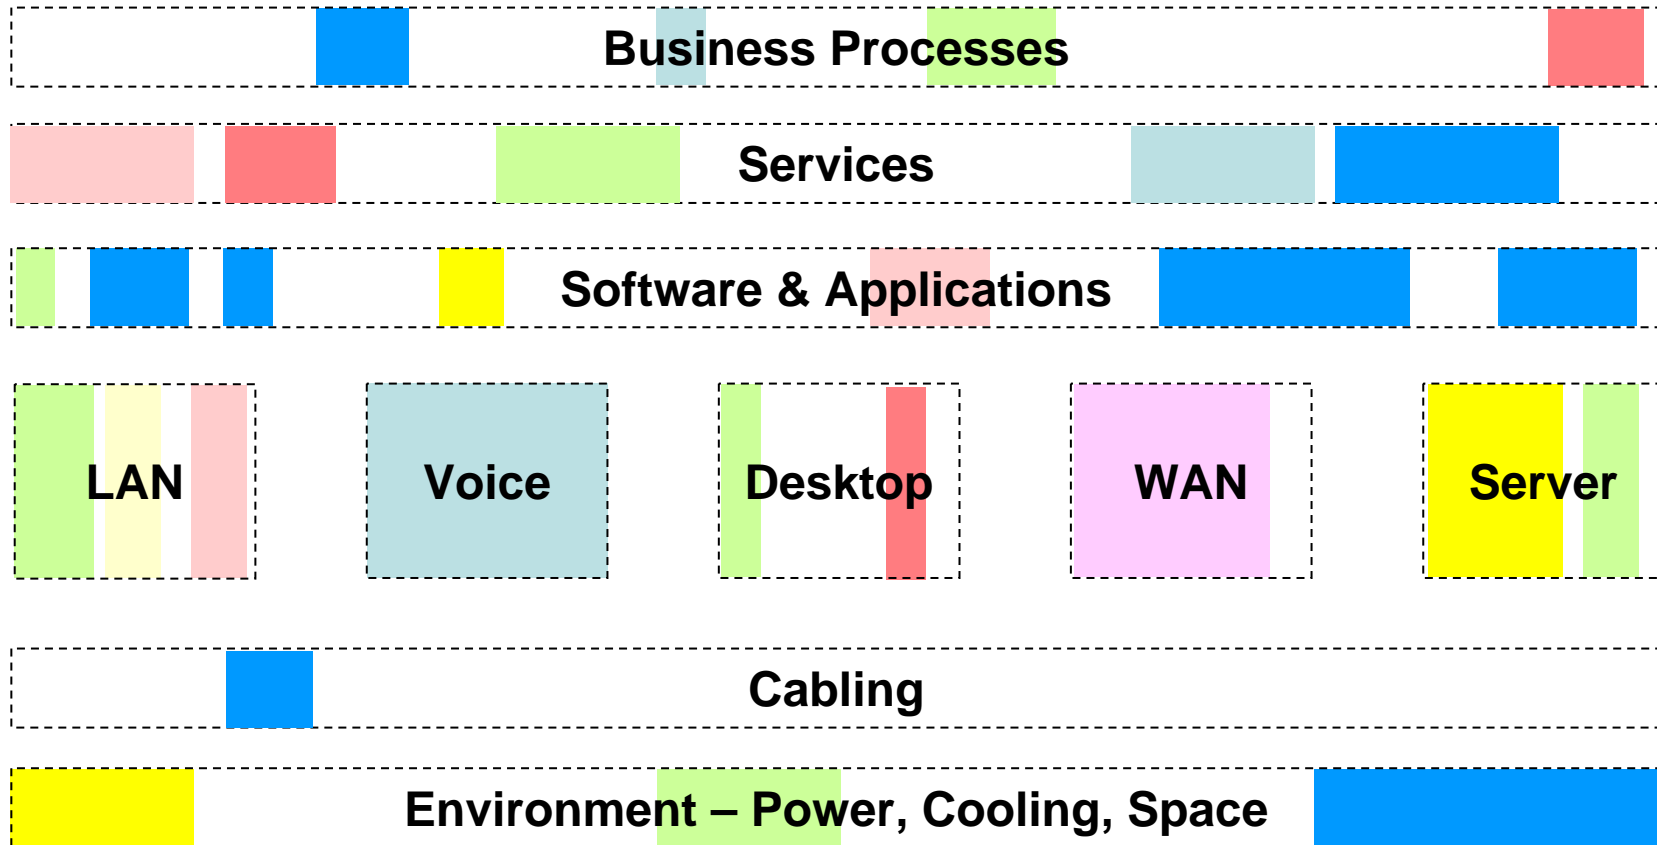 Business Processes
Services
Software & Applications
LAN
Voice
Desktop
WAN
Server
Cabling
Environment – Power, Cooling, Space